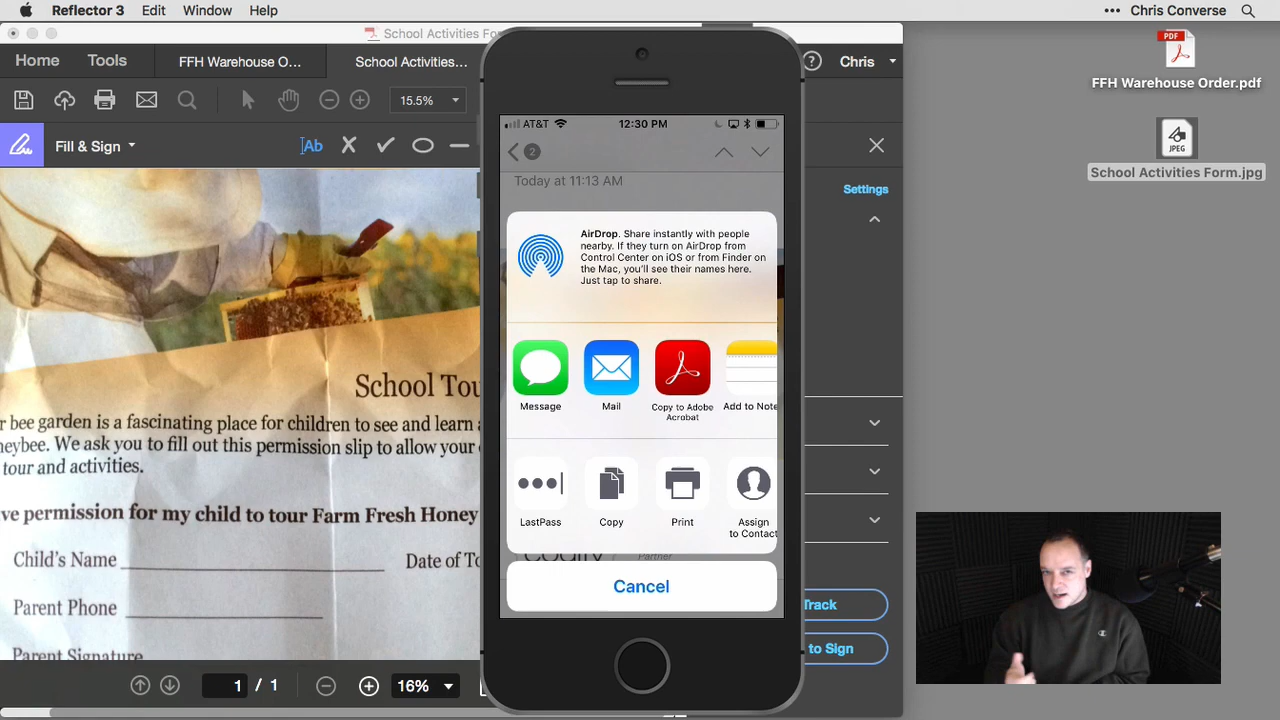 Reflector 3 Edit Window Help
Chris Converse
School Activities Fo
Home Tools FFH Warehouse O... School Activities...
Chris
15.5%
Fill & Sign
Ab
Settings
School Tou
r bee garden is a fascinating place for children to see and learn
neybee. We ask you to fill out this permission slip to allow your
tour and activities.
ve permission for my child to tour Farm Fresh Honey
Child's Name
Date of To
Parent Phone
Parent Signature
1 / 1
16%
Track
to Sign
AT&T
12:30 PM
2
Today at 11:13 AM
AirDrop. Share instantly with people
nearby. If they turn on AirDrop from
Control Center on iOS or from Finder on
the Mac, you'll see their names here.
Just tap to share.
Message
Mail
Copy to Adobe
Acrobat
Add to Note
LastPass
Copy
Print
Assign
to Contact
Partner
Cancel
PDF
FFH Warehouse Order.pdf
JPEG
School Activities Form.jpg